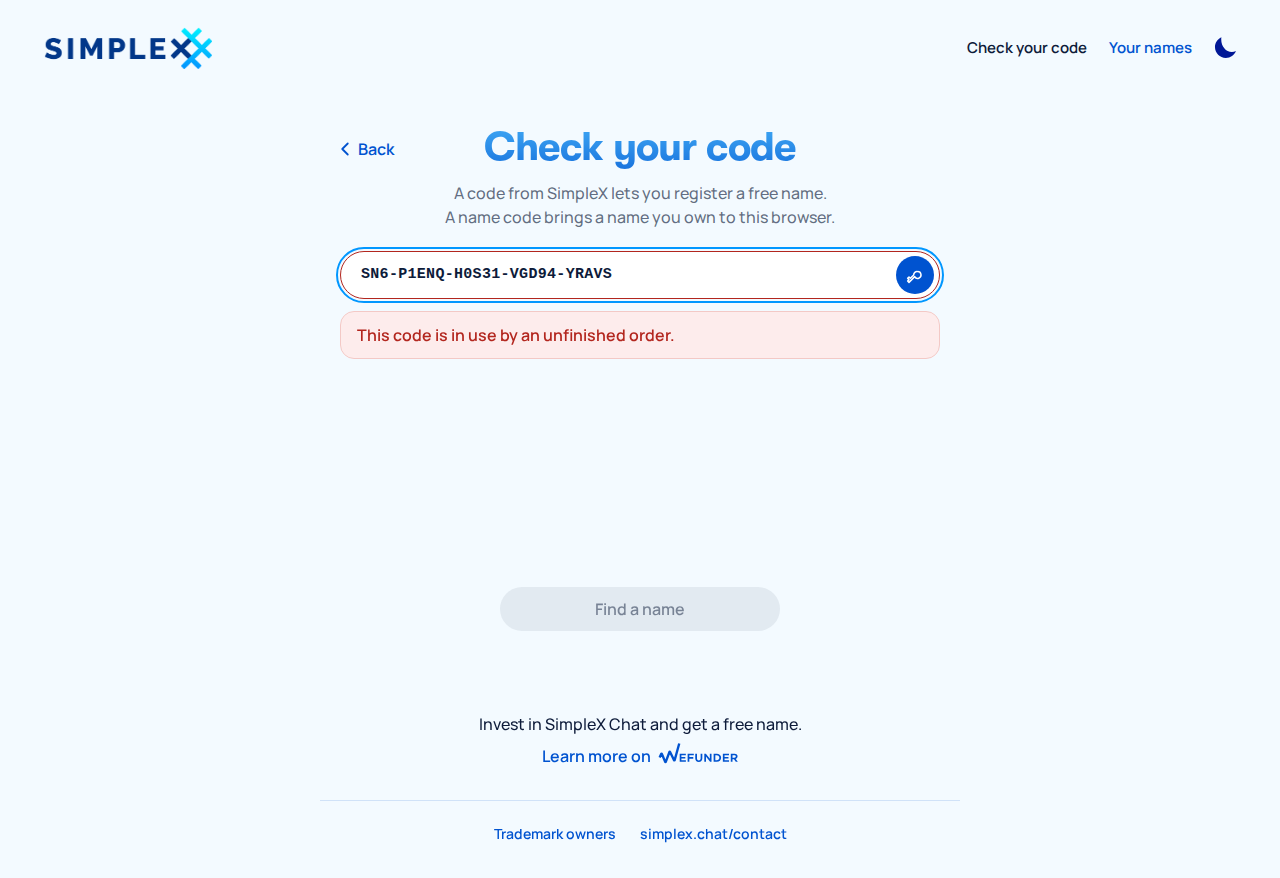 SIMPLEX
Check your code
Your names
Back
Check your code
A code from SimpleX lets you register a free name.
A name code brings a name you own to this browser.
SN6-P1ENQ-H0S31-VGD94-YRAVS
This code is in use by an unfinished order.
Find a name
Invest in SimpleX Chat and get a free name.
Learn more on WEFUNDER
Trademark owners
simplex.chat/contact